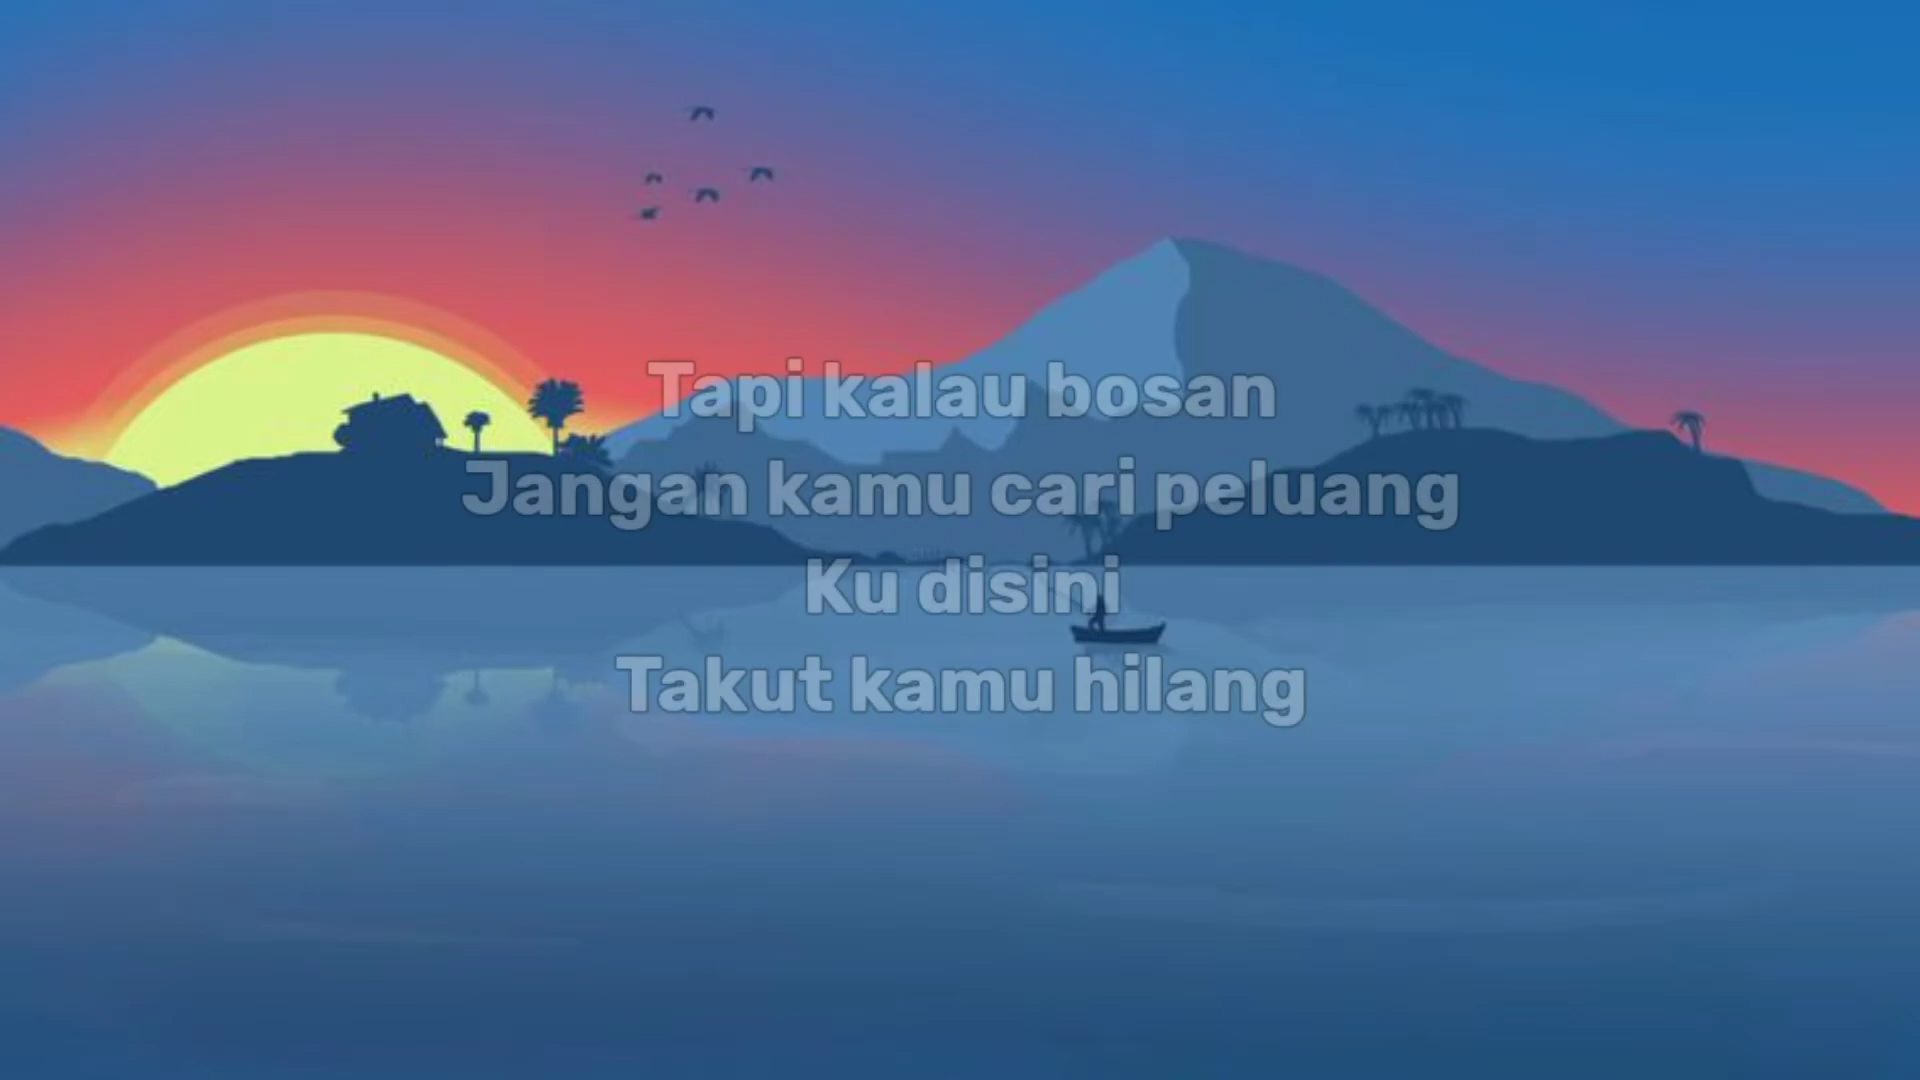 Tapi kalau bosan
Jangan kamu cari peluang
Ku disini
Takut kamu hilang